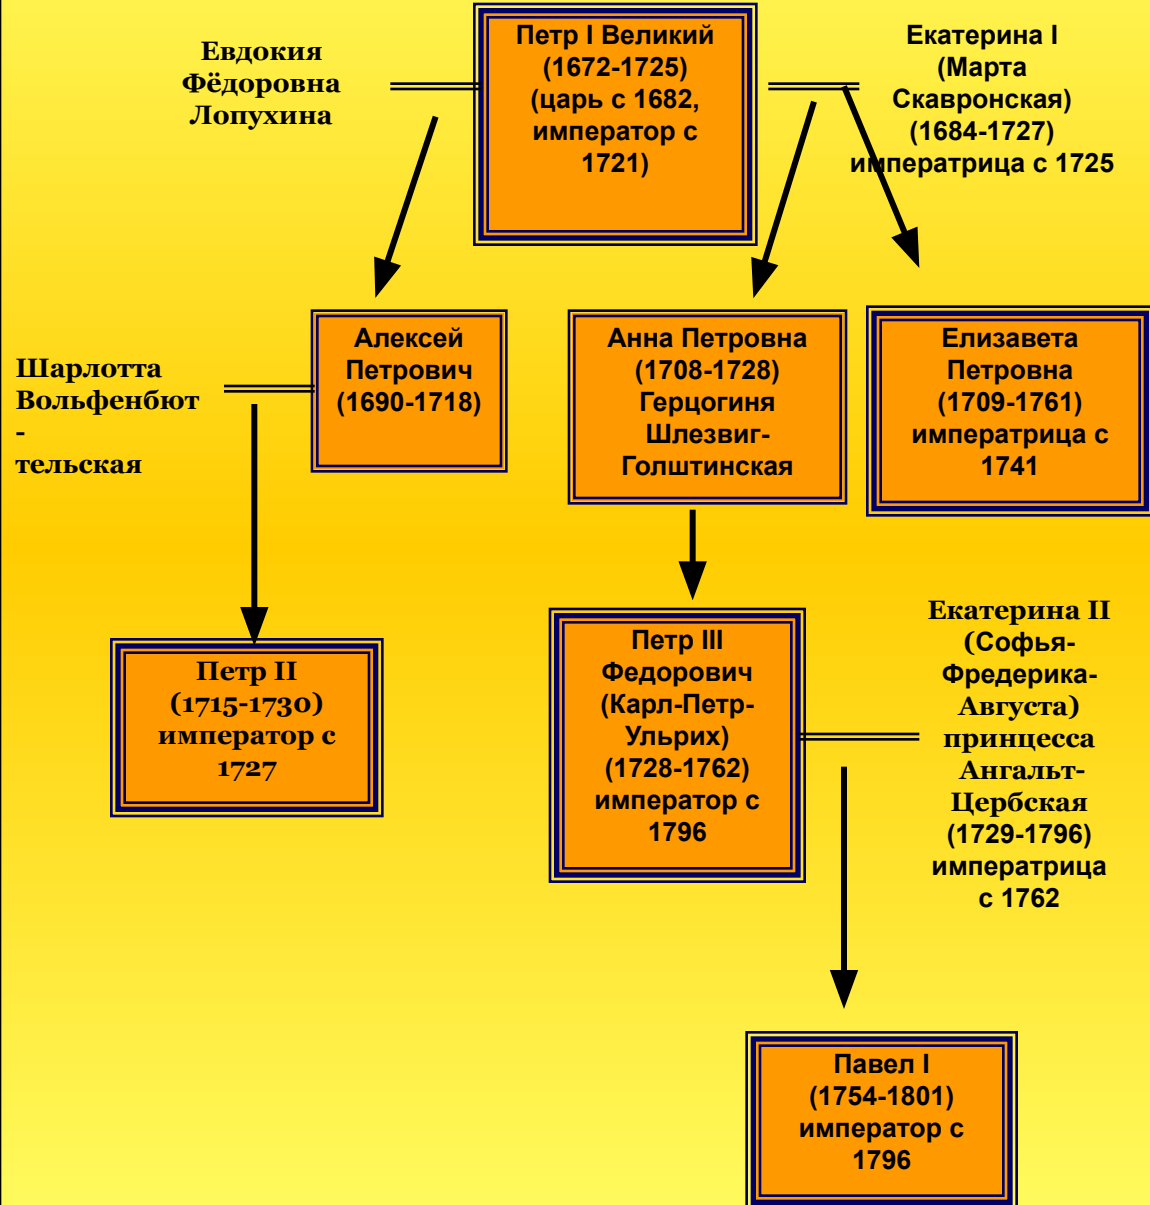 Евдокия
Фёдоровна
Лопухина
Петр I Великий
(1672-1725)
(царь с 1682,
император с
1721)
Екатерина I
(Марта
Скавронская)
(1684-1727)
императрица с 1725
Шарлотта
Вольфенбют
-
тельская
Алексей
Петрович
(1690-1718)
Анна Петровна
(1708-1728)
Герцогиня
Шлезвиг-
Голштинская
Елизавета
Петровна
(1709-1761)
императрица с
1741
Петр II
(1715-1730)
император с
1727
Петр III
Федорович
(Карл-Петр-
Ульрих)
(1728-1762)
император с
1796
Екатерина II
(Софья-
Фредерика-
Августа)
принцесса
Ангальт-
Цербская
(1729-1796)
императрица
с 1762
Павел I
(1754-1801)
император с
1796